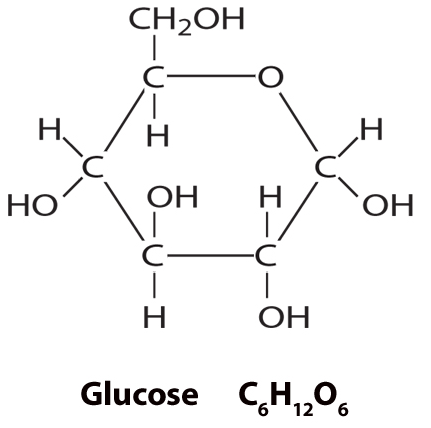 CH₂OH
C O
H H H
C C
HO OH H OH
C C
H OH
Glucose C₆H₁₂O₆